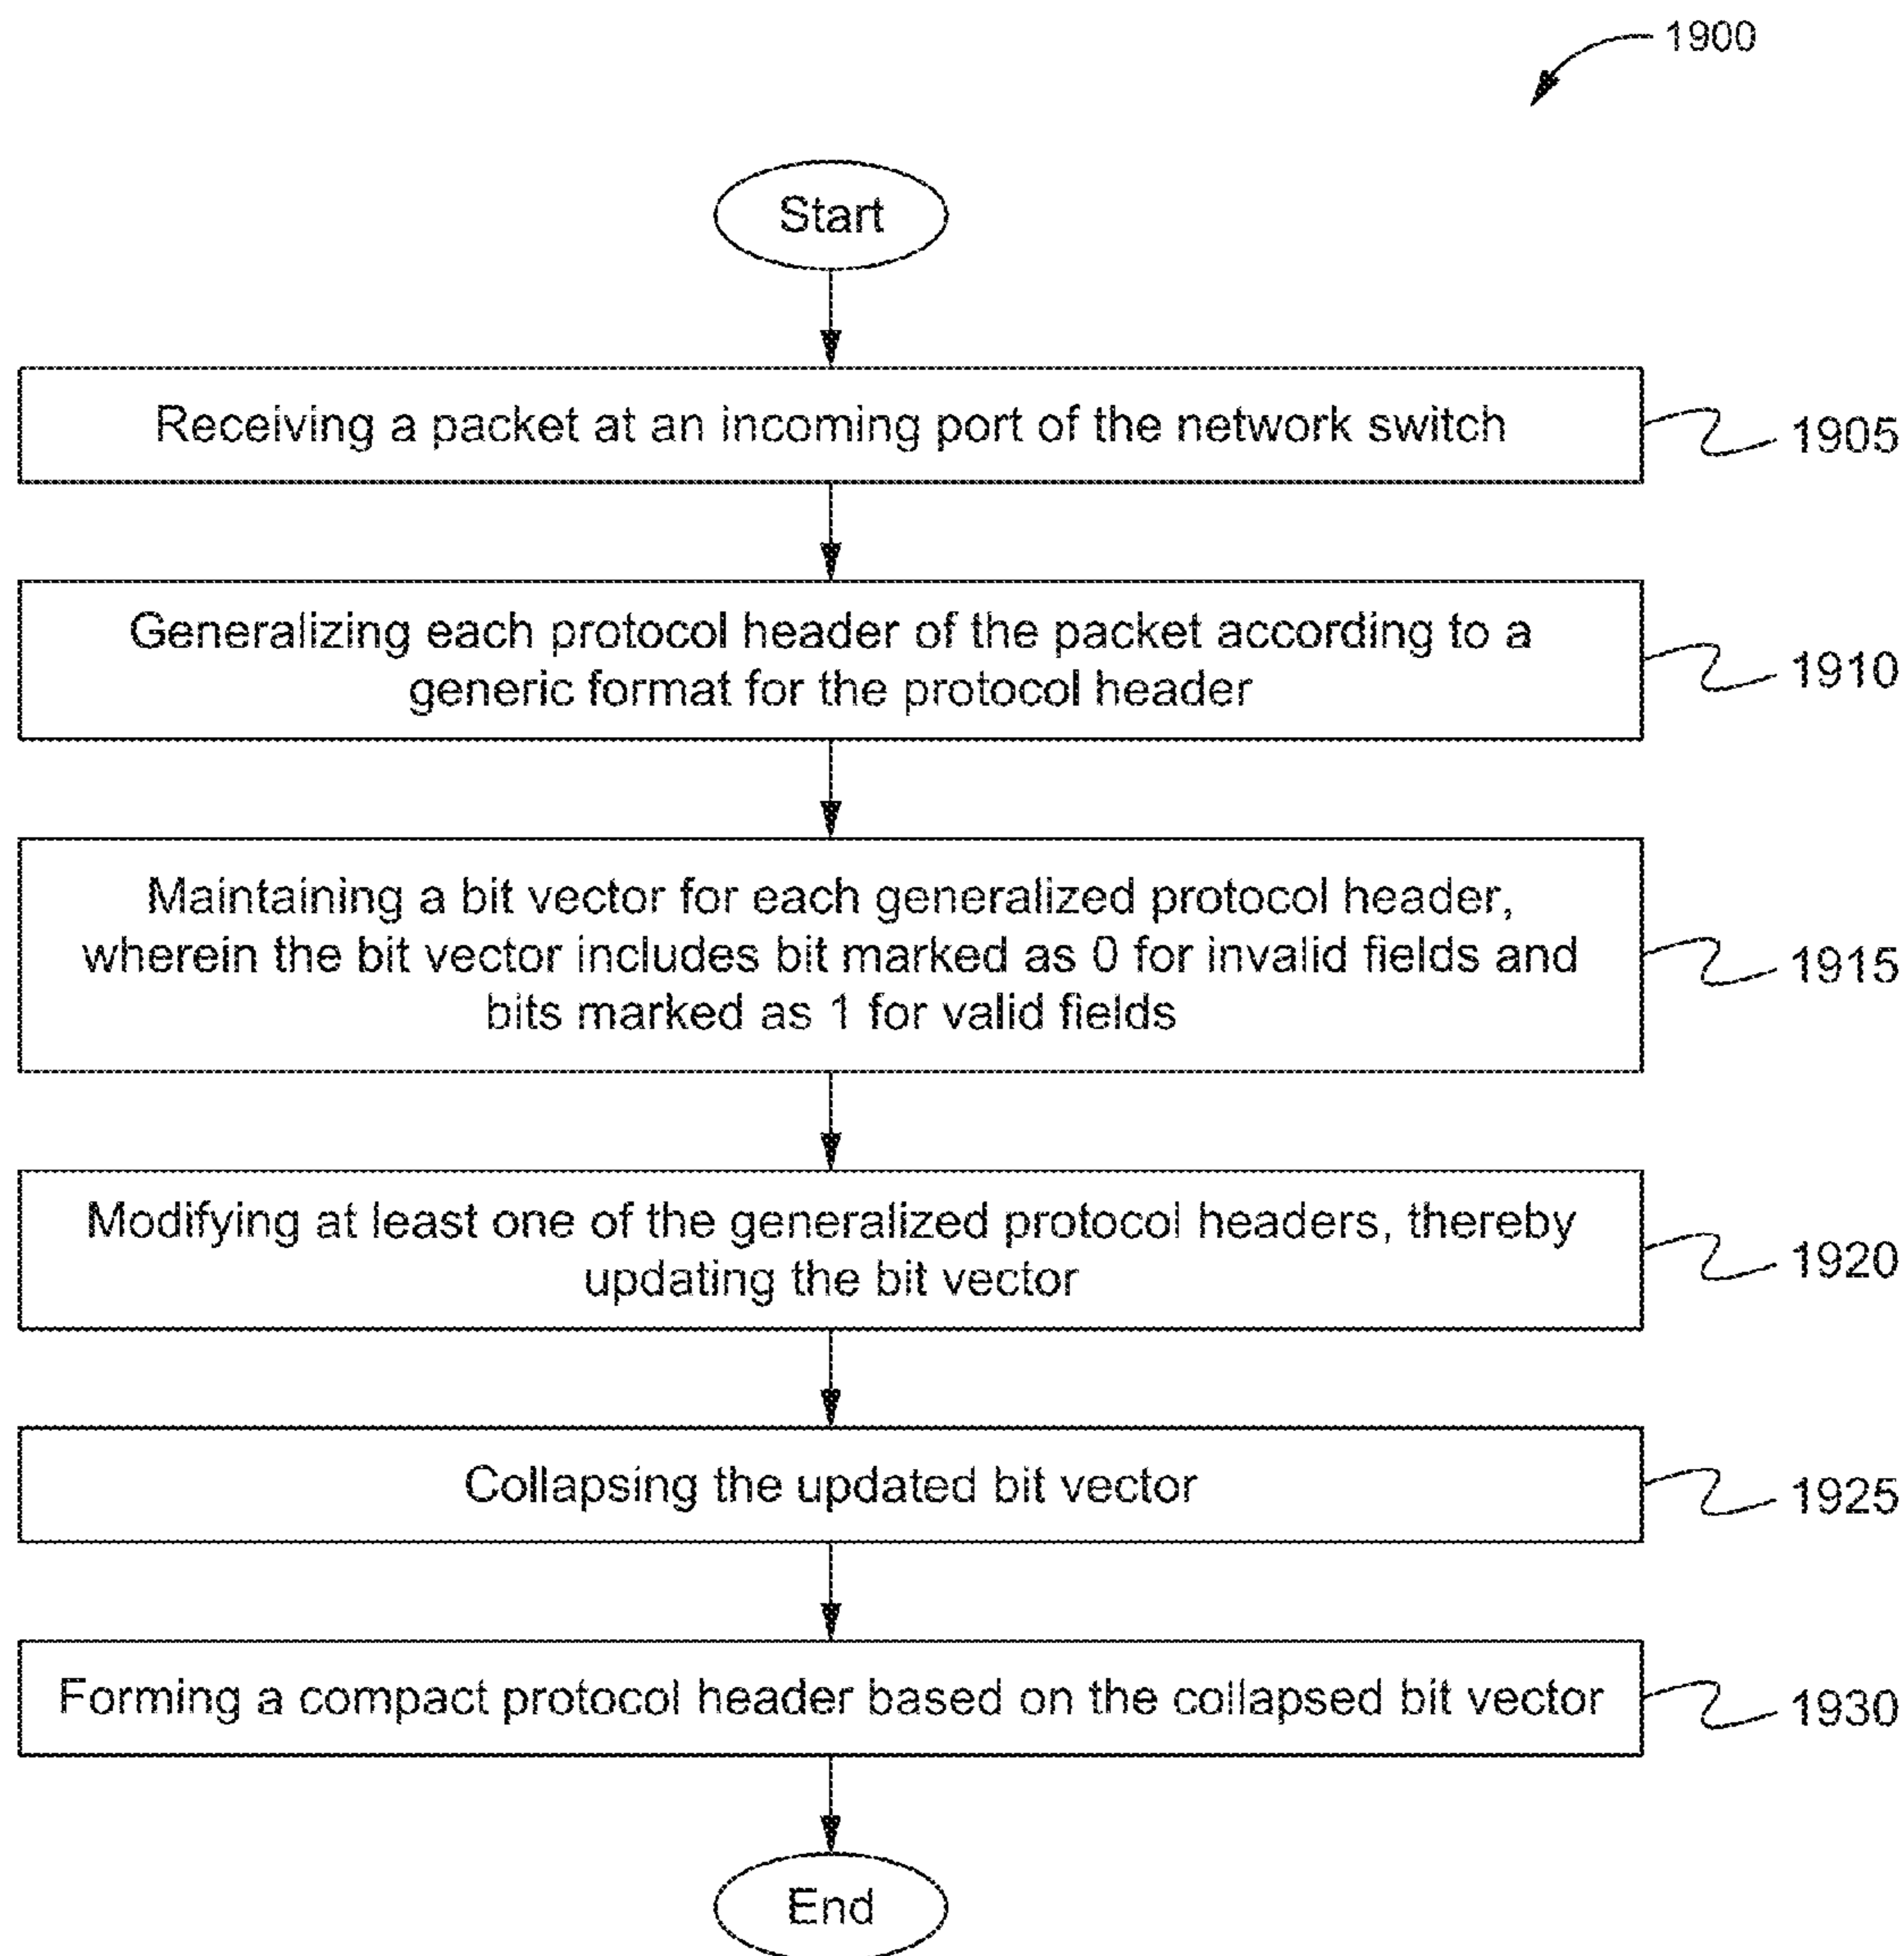 1900
Start
Receiving a packet at an incoming port of the network switch
1905
Generalizing each protocol header of the packet according to a
generic format for the protocol header
1910
Maintaining a bit vector for each generalized protocol header,
wherein the bit vector includes bit marked as 0 for invalid fields and
bits marked as 1 for valid fields
1915
Modifying at least one of the generalized protocol headers, thereby
updating the bit vector
1920
Collapsing the updated bit vector
1925
Forming a compact protocol header based on the collapsed bit vector
1930
End